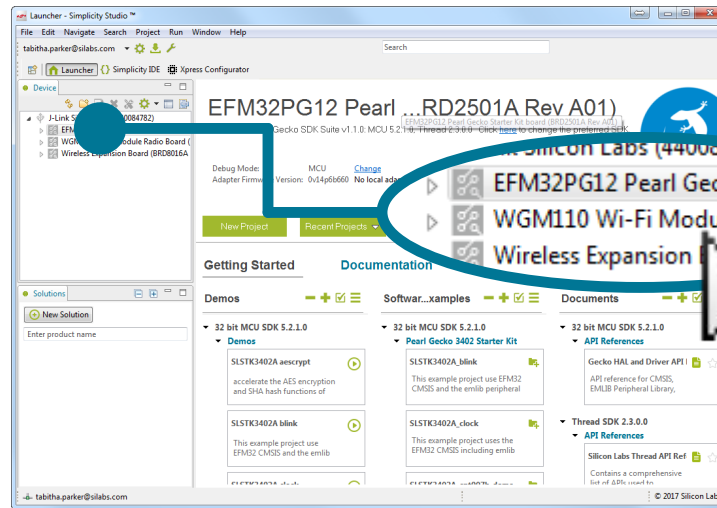 Launcher - Simplicity Studio ™
File Edit Navigate Search Project Run Window Help
tabitha.parker@silabs.com
Search
Launcher {} Simplicity IDE Xpress Configurator
Device
J-Link S 0084782)
EFM
WGM odule Radio Board (
Wireless Expansion Board (BRD8016A
EFM32PG12 Pearl ...RD2501A Rev A01)
EFM32PG12 Pearl Gecko Starter Kit board (BRD2501A Rev A01)
Gecko SDK Suite v1.1.0: MCU 5.2.1.0, Thread 2.3.0.0 Click here to change the preferred SDK
Debug Mode: MCU Change
Adapter Firmware Version: 0v14p6b660 No local adap
Silicon Labs (44008
EFM32PG12 Pearl Gec
WGM110 Wi-Fi Modu
Wireless Expansion
New Project
Recent Projects
Getting Started
Documentation
Solutions
New Solution
Enter product name
Demos
32 bit MCU SDK 5.2.1.0
Demos
SLSTK3402A aescrypt
accelerate the AES encryption
and SHA hash functions of
SLSTK3402A blink
This example project use
EFM32 CMSIS and the emlib
SLSTK3402A clock
Softwar...xamples
32 bit MCU SDK 5.2.1.0
Pearl Gecko 3402 Starter Kit
SLSTK3402A_blink
This example project use EFM32
CMSIS and the emlib peripheral
SLSTK3402A_clock
This example project uses the
EFM32 CMSIS including emlib
Documents
32 bit MCU SDK 5.2.1.0
API References
Gecko HAL and Driver API I
API reference for CMSIS,
EMLIB Peripheral Library,
Thread SDK 2.3.0.0
API References
Silicon Labs Thread API Ref
Contains a comprehensive
list of APIs used to
tabitha.parker@silabs.com
© 2017 Silicon Lab